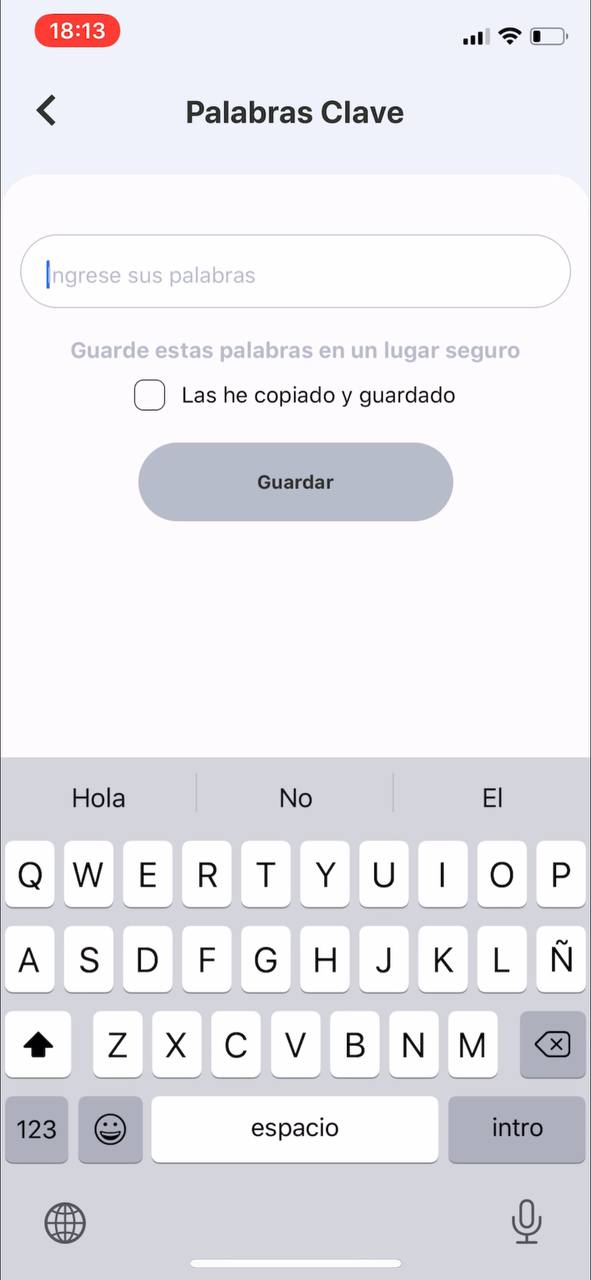 18:13
Palabras Clave
Ingrese sus palabras
Guarde estas palabras en un lugar seguro
Las he copiado y guardado
Guardar
Hola No El
Q W E R T Y U I O P
A S D F G H J K L Ñ
Z X C V B N M
123 espacio intro